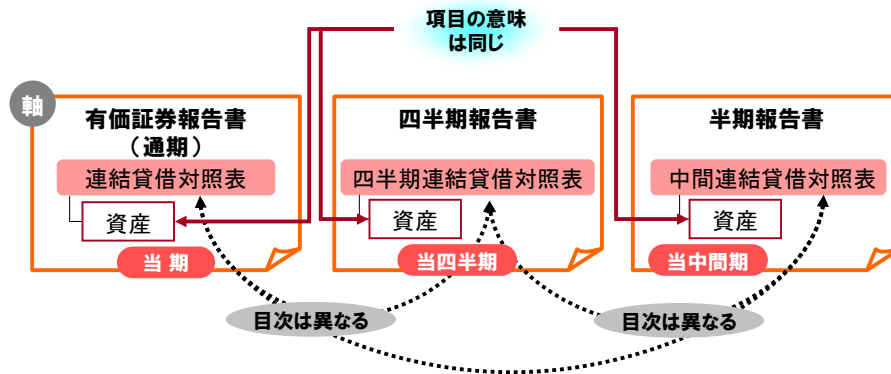 項目の意味
は同じ
軸
有価証券報告書
（通期）
連結貸借対照表
資産
当 期
四半期報告書
四半期連結貸借対照表
資産
当四半期
半期報告書
中間連結貸借対照表
資産
当中間期
目次は異なる
目次は異なる